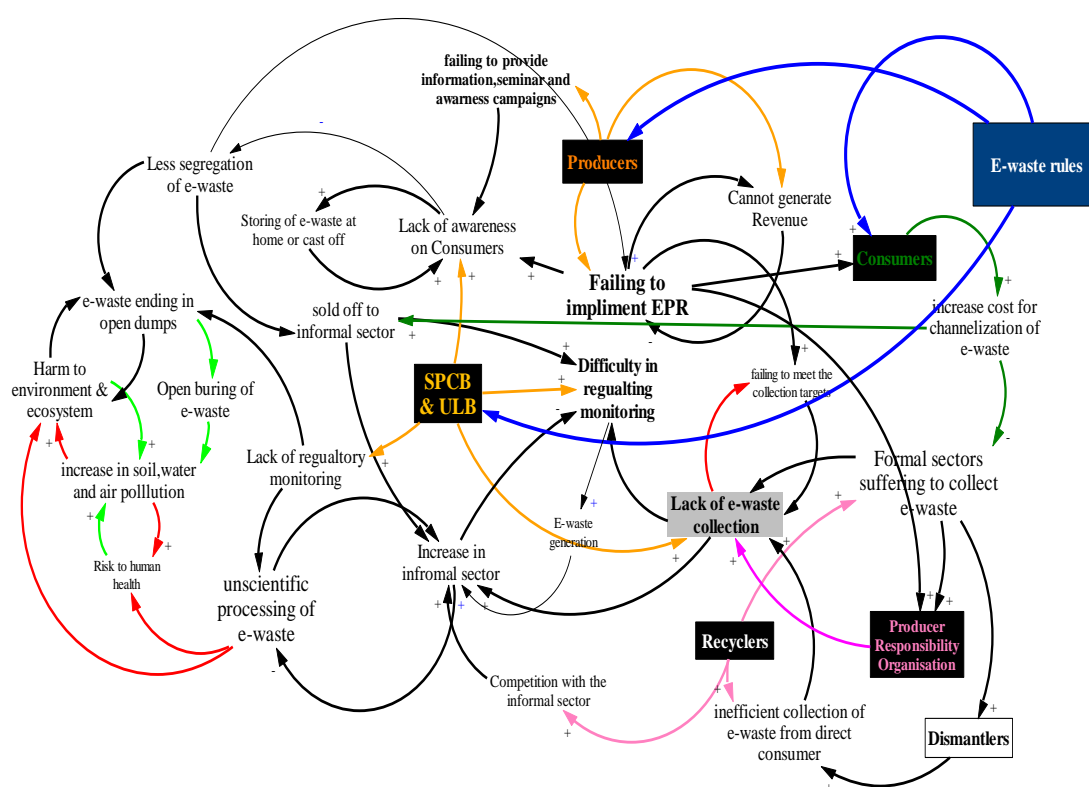 failing to provide
information,seminar and
awarness campaigns
Less segregation
of e-waste
Producers
E-waste rules
Storing of e-waste at
home or cast off
Lack of awareness
on Consumers
Cannot generate
Revenue
Consumers
Failing to
impliment EPR
e-waste ending in
open dumps
sold off to
informal sector
increase cost for
channelization of
e-waste
Harm to
environment &
ecosystem
Open buring of
e-waste
SPCB
& ULB
Difficulty in
regualting
monitoring
failing to meet the
collection targets
increase in soil,water
and air polllution
Lack of regualtory
monitoring
Formal sectors
suffering to collect
e-waste
Lack of e-waste
collection
E-waste
generation
Risk to human
health
Increase in
infromal sector
unscientific
processing of
e-waste
Recyclers
Producer
Responsibility
Organisation
Competition with the
informal sector
inefficient collection of
e-waste from direct
consumer
Dismantlers